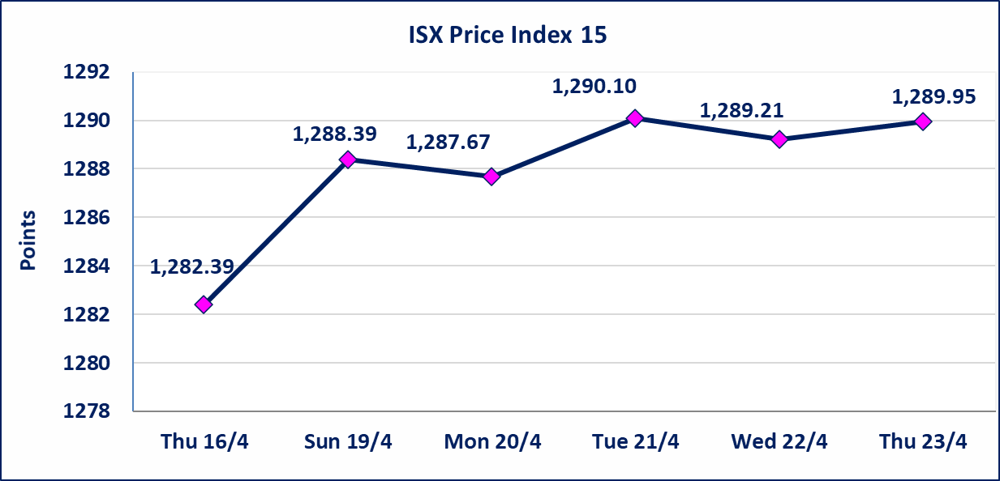 ISX Price Index 15
Points
1292
1290
1288
1286
1284
1282
1280
1278
1,282.39
1,288.39
1,287.67
1,290.10
1,289.21
1,289.95
Thu 16/4
Sun 19/4
Mon 20/4
Tue 21/4
Wed 22/4
Thu 23/4